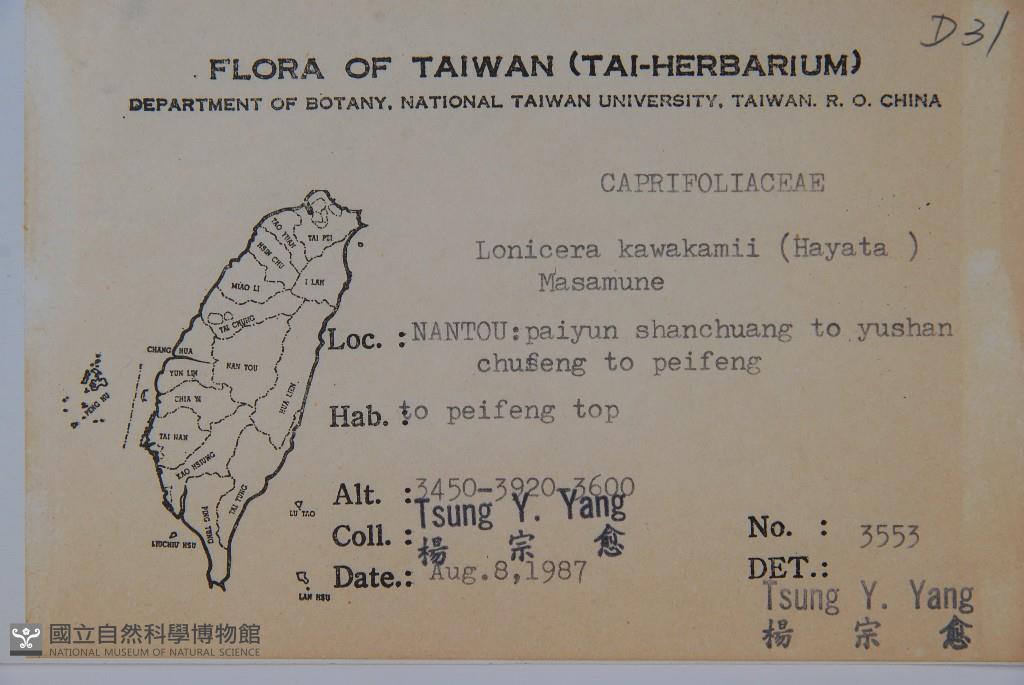 D31
FLORA OF TAIWAN (TAI-HERBARIUM)
DEPARTMENT OF BOTANY, NATIONAL TAIWAN UNIVERSITY, TAIWAN. R. O. CHINA
CAPRIFOLIACEAE
Lonicera kawakamii (Hayata )
Masamune
Loc. : NANTOU:paiyun shanchuang to yushan
chufeng to peifeng
Hab. : to peifeng top
Alt. : 3450-3920-3600
Coll. : Tsung Y. Yang
楊 宗 愈
Date.: Aug.8,1987
No. : 3553
DET.:
Tsung Y. Yang
楊 宗 愈
TAI PEI
TAO YUAN
HSIN CHU
I LAN
MIAO LI
TAI CHUNG
CHANG HUA
NAN TOU
YUN LIN
HUA LIEN
CHIA YI
PENG HU
TAI NAN
KAO HSIUNG
TAI TUNG
PING TUNG
LU TAO
LIUCHIU HSU
LAN HSU
國立自然科學博物館
NATIONAL MUSEUM OF NATURAL SCIENCE